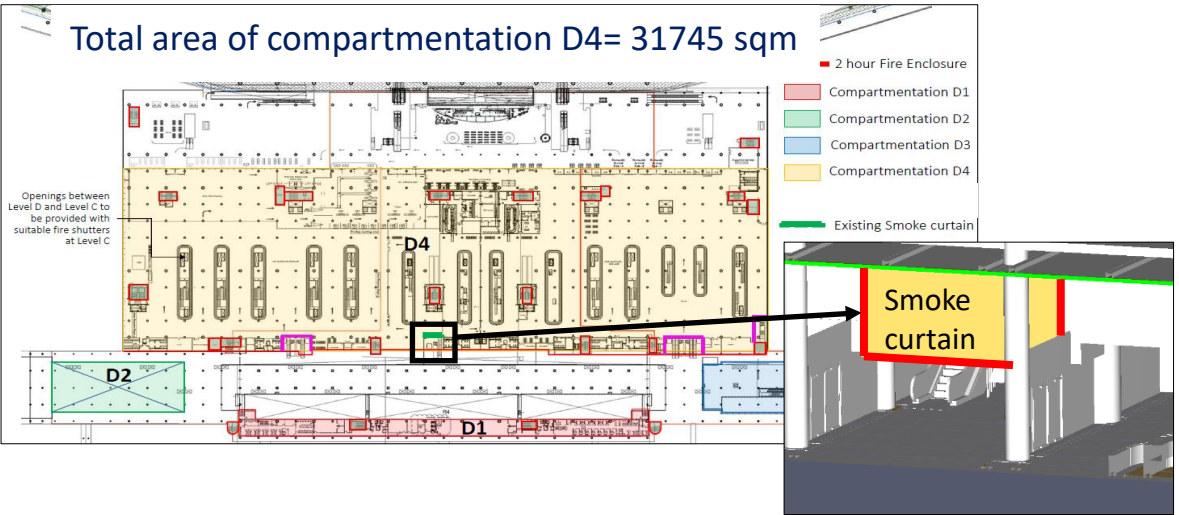 Total area of compartmentation D4= 31745 sqm
2 hour Fire Enclosure
Compartmentation D1
Compartmentation D2
Compartmentation D3
Compartmentation D4
Existing Smoke curtain
Openings between
Level D and Level C to
be provided with
suitable fire shutters
at Level C
D4
Smoke
curtain
D2
D1